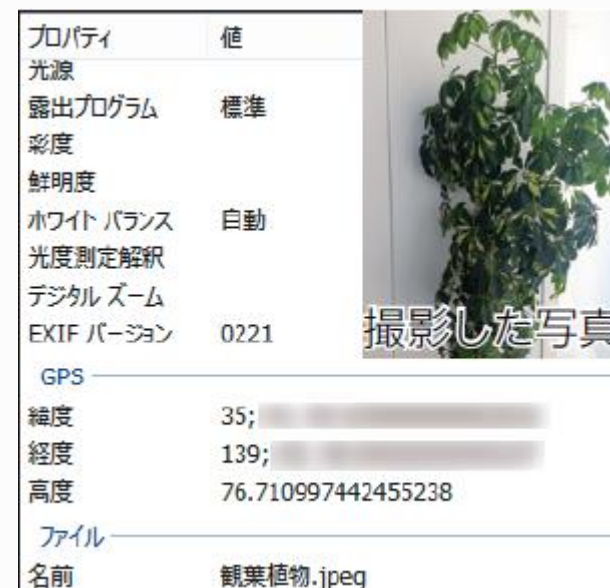 プロパティ 値
光源
露出プログラム 標準
彩度
鮮明度
ホワイト バランス 自動
光度測定解釈
デジタル ズーム
EXIF バージョン 0221
撮影した写真
GPS
緯度 35;
経度 139;
高度 76.710997442455238
ファイル
名前 観葉植物.jpeg